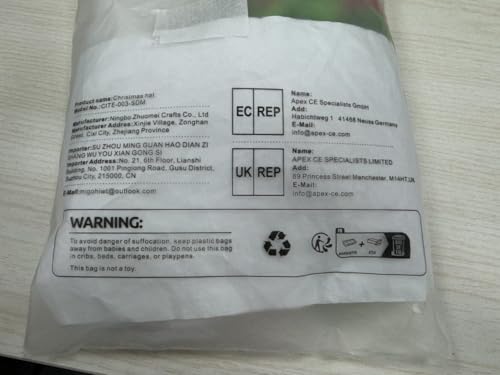 Product name: Christmas hat
Model No.: CITE-003-SDM
Manufacturer: Ningbo Zhuomai Crafts Co., Ltd
Manufacturer Address: Xinjie Village, Zonghan
Street, Cixi City, Zhejiang Province
Importer: SU ZHOU MING GUAN HAO DIAN ZI
SHANG WU YOU XIAN GONG SI
Importer Address: No. 21, 6th Floor, Lianshi
Building, No. 1001 Pingjiang Road, Gusu District,
Suzhou City, 215000, CN
E-Mail: migohiet@outlook.com
EC REP
Name:
Apex CE Specialists GmbH
Add:
Habichtweg 1 41468 Neuss Germany
E-Mail:
info@apex-ce.com
UK REP
Name:
APEX CE SPECIALISTS LIMITED
Add:
89 Princess Street Manchester, M14HT,UK
E-Mail:
info@apex-ce.com
WARNING:
To avoid danger of suffocation, keep plastic bags
away from babies and children. Do not use this bag
in cribs, beds, carriages, or playpens.
This bag is not a toy.
FR